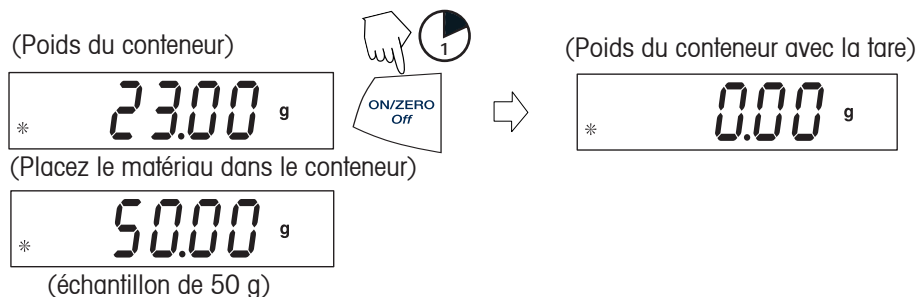 (Poids du conteneur)
23.00 g
1
ON/ZERO
Off
(Poids du conteneur avec la tare)
0.00 g
(Placez le matériau dans le conteneur)
50.00 g
(échantillon de 50 g)